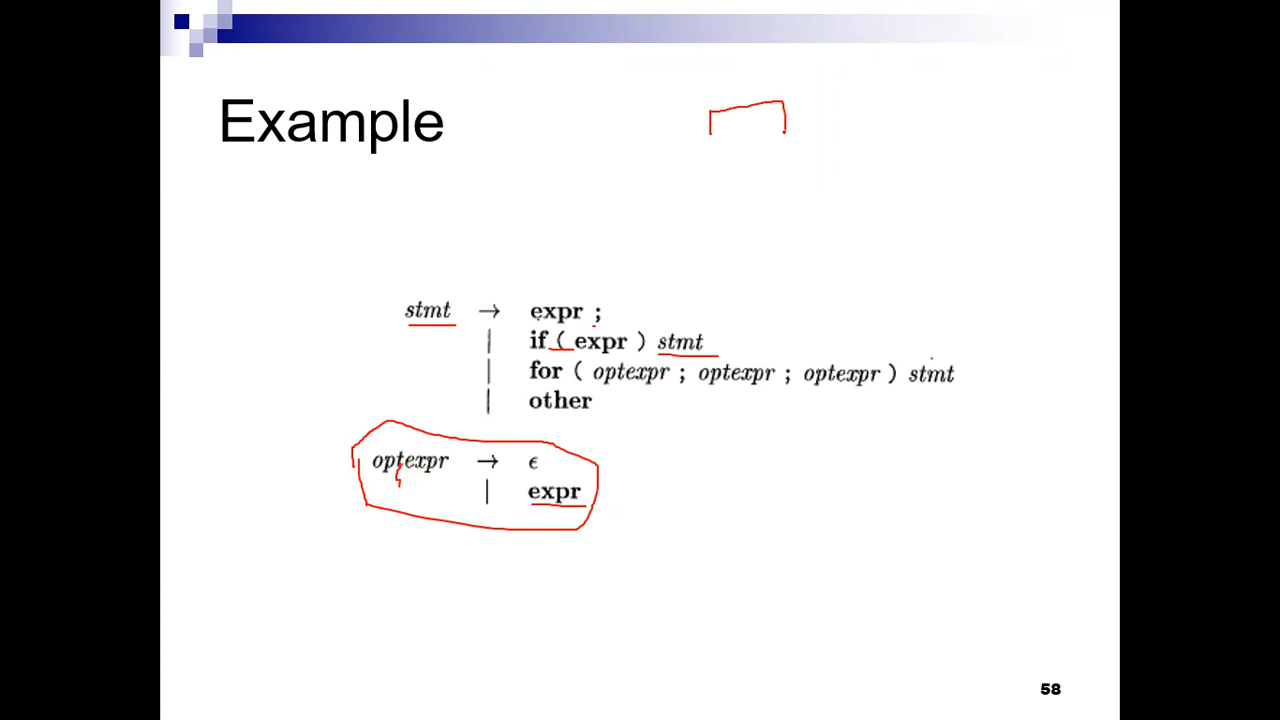 Example
stmt → expr ;
| if ( expr ) stmt
| for ( optexpr ; optexpr ; optexpr ) stmt
| other
optexpr → ϵ
| expr
58